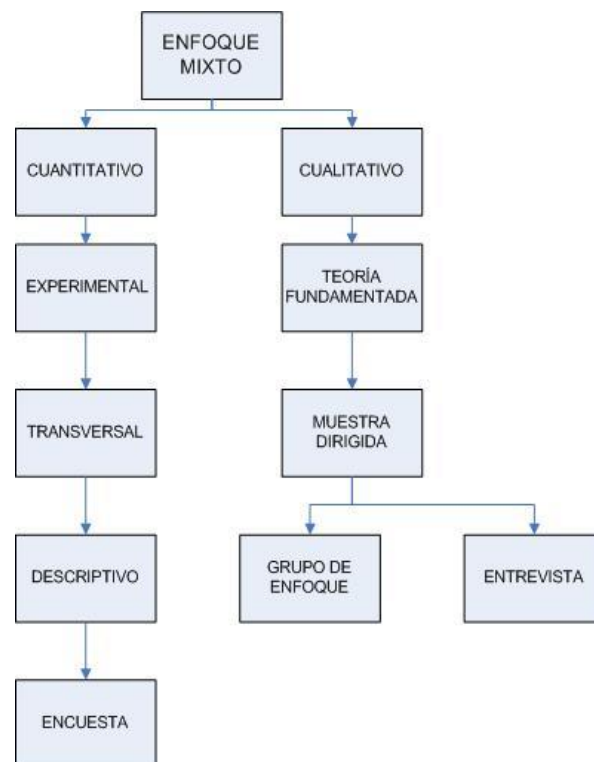 ENFOQUE
MIXTO
CUANTITATIVO
CUALITATIVO
EXPERIMENTAL
TEORÍA
FUNDAMENTADA
TRANSVERSAL
MUESTRA
DIRIGIDA
DESCRIPTIVO
GRUPO DE
ENFOQUE
ENTREVISTA
ENCUESTA